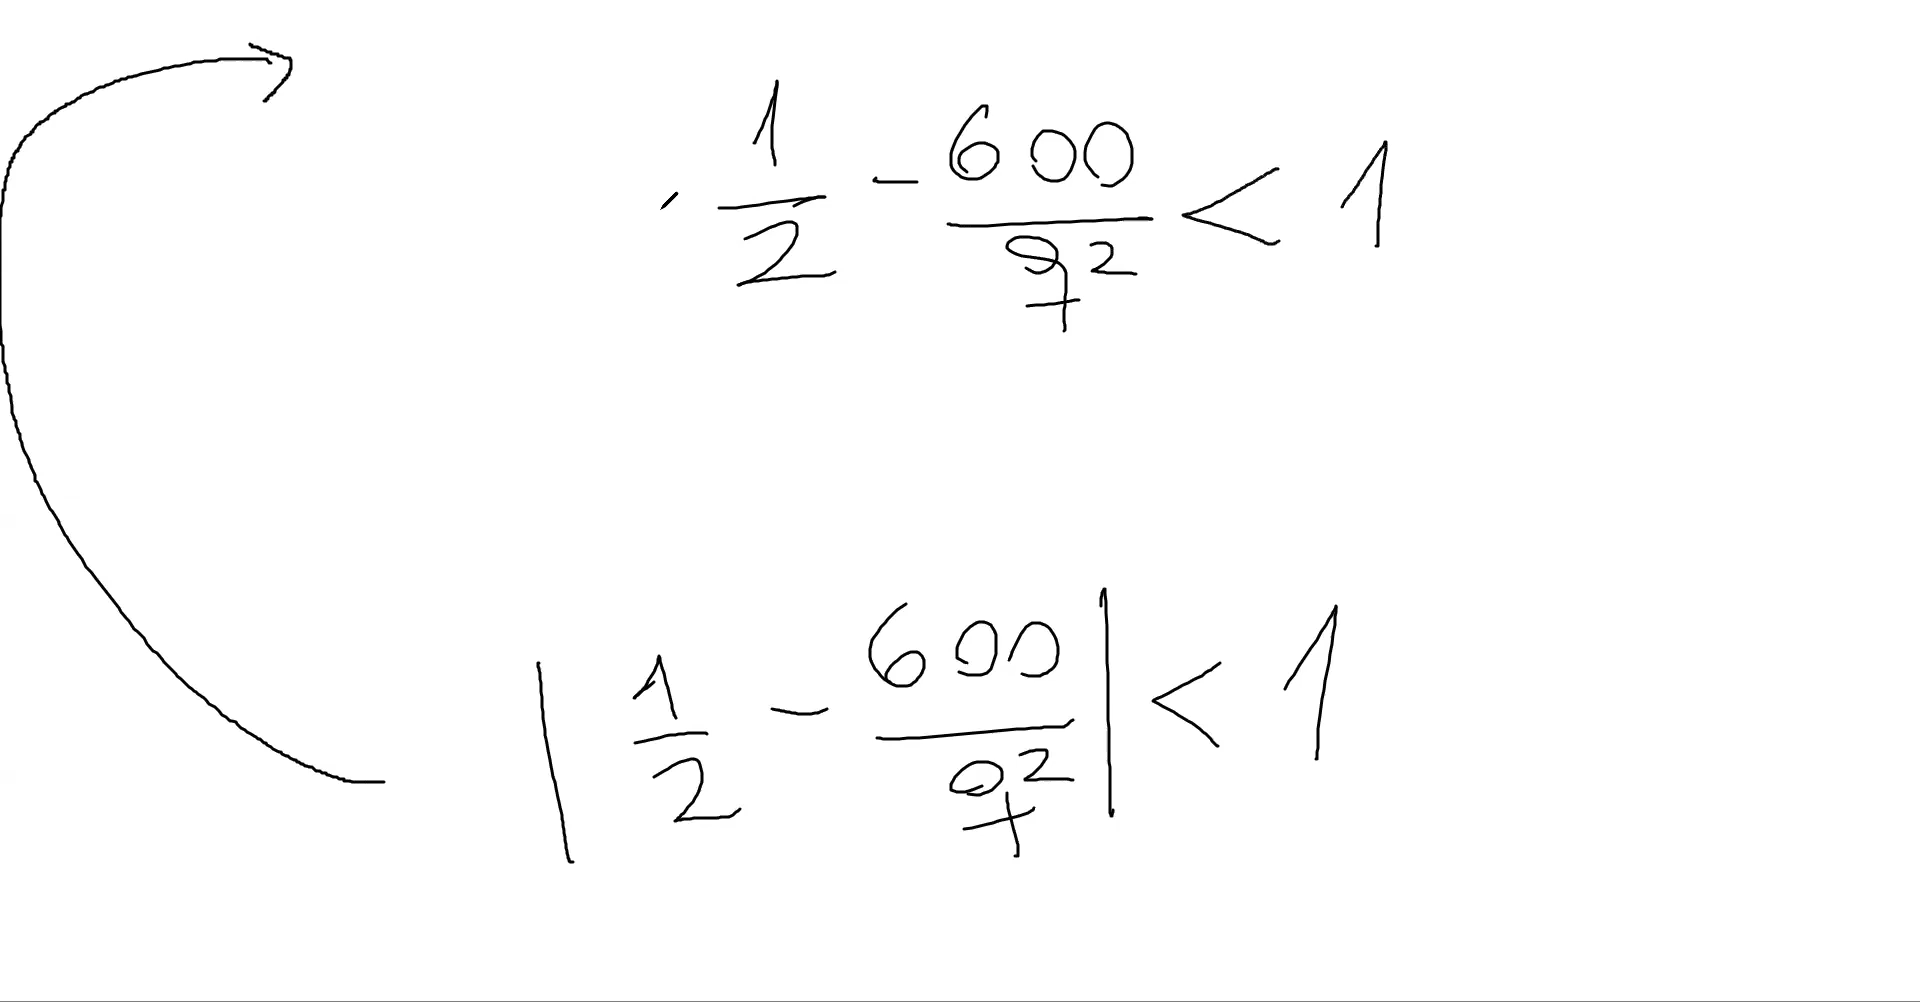 · 1/2 - 600/q² < 1
| 1/2 - 600/q² | < 1